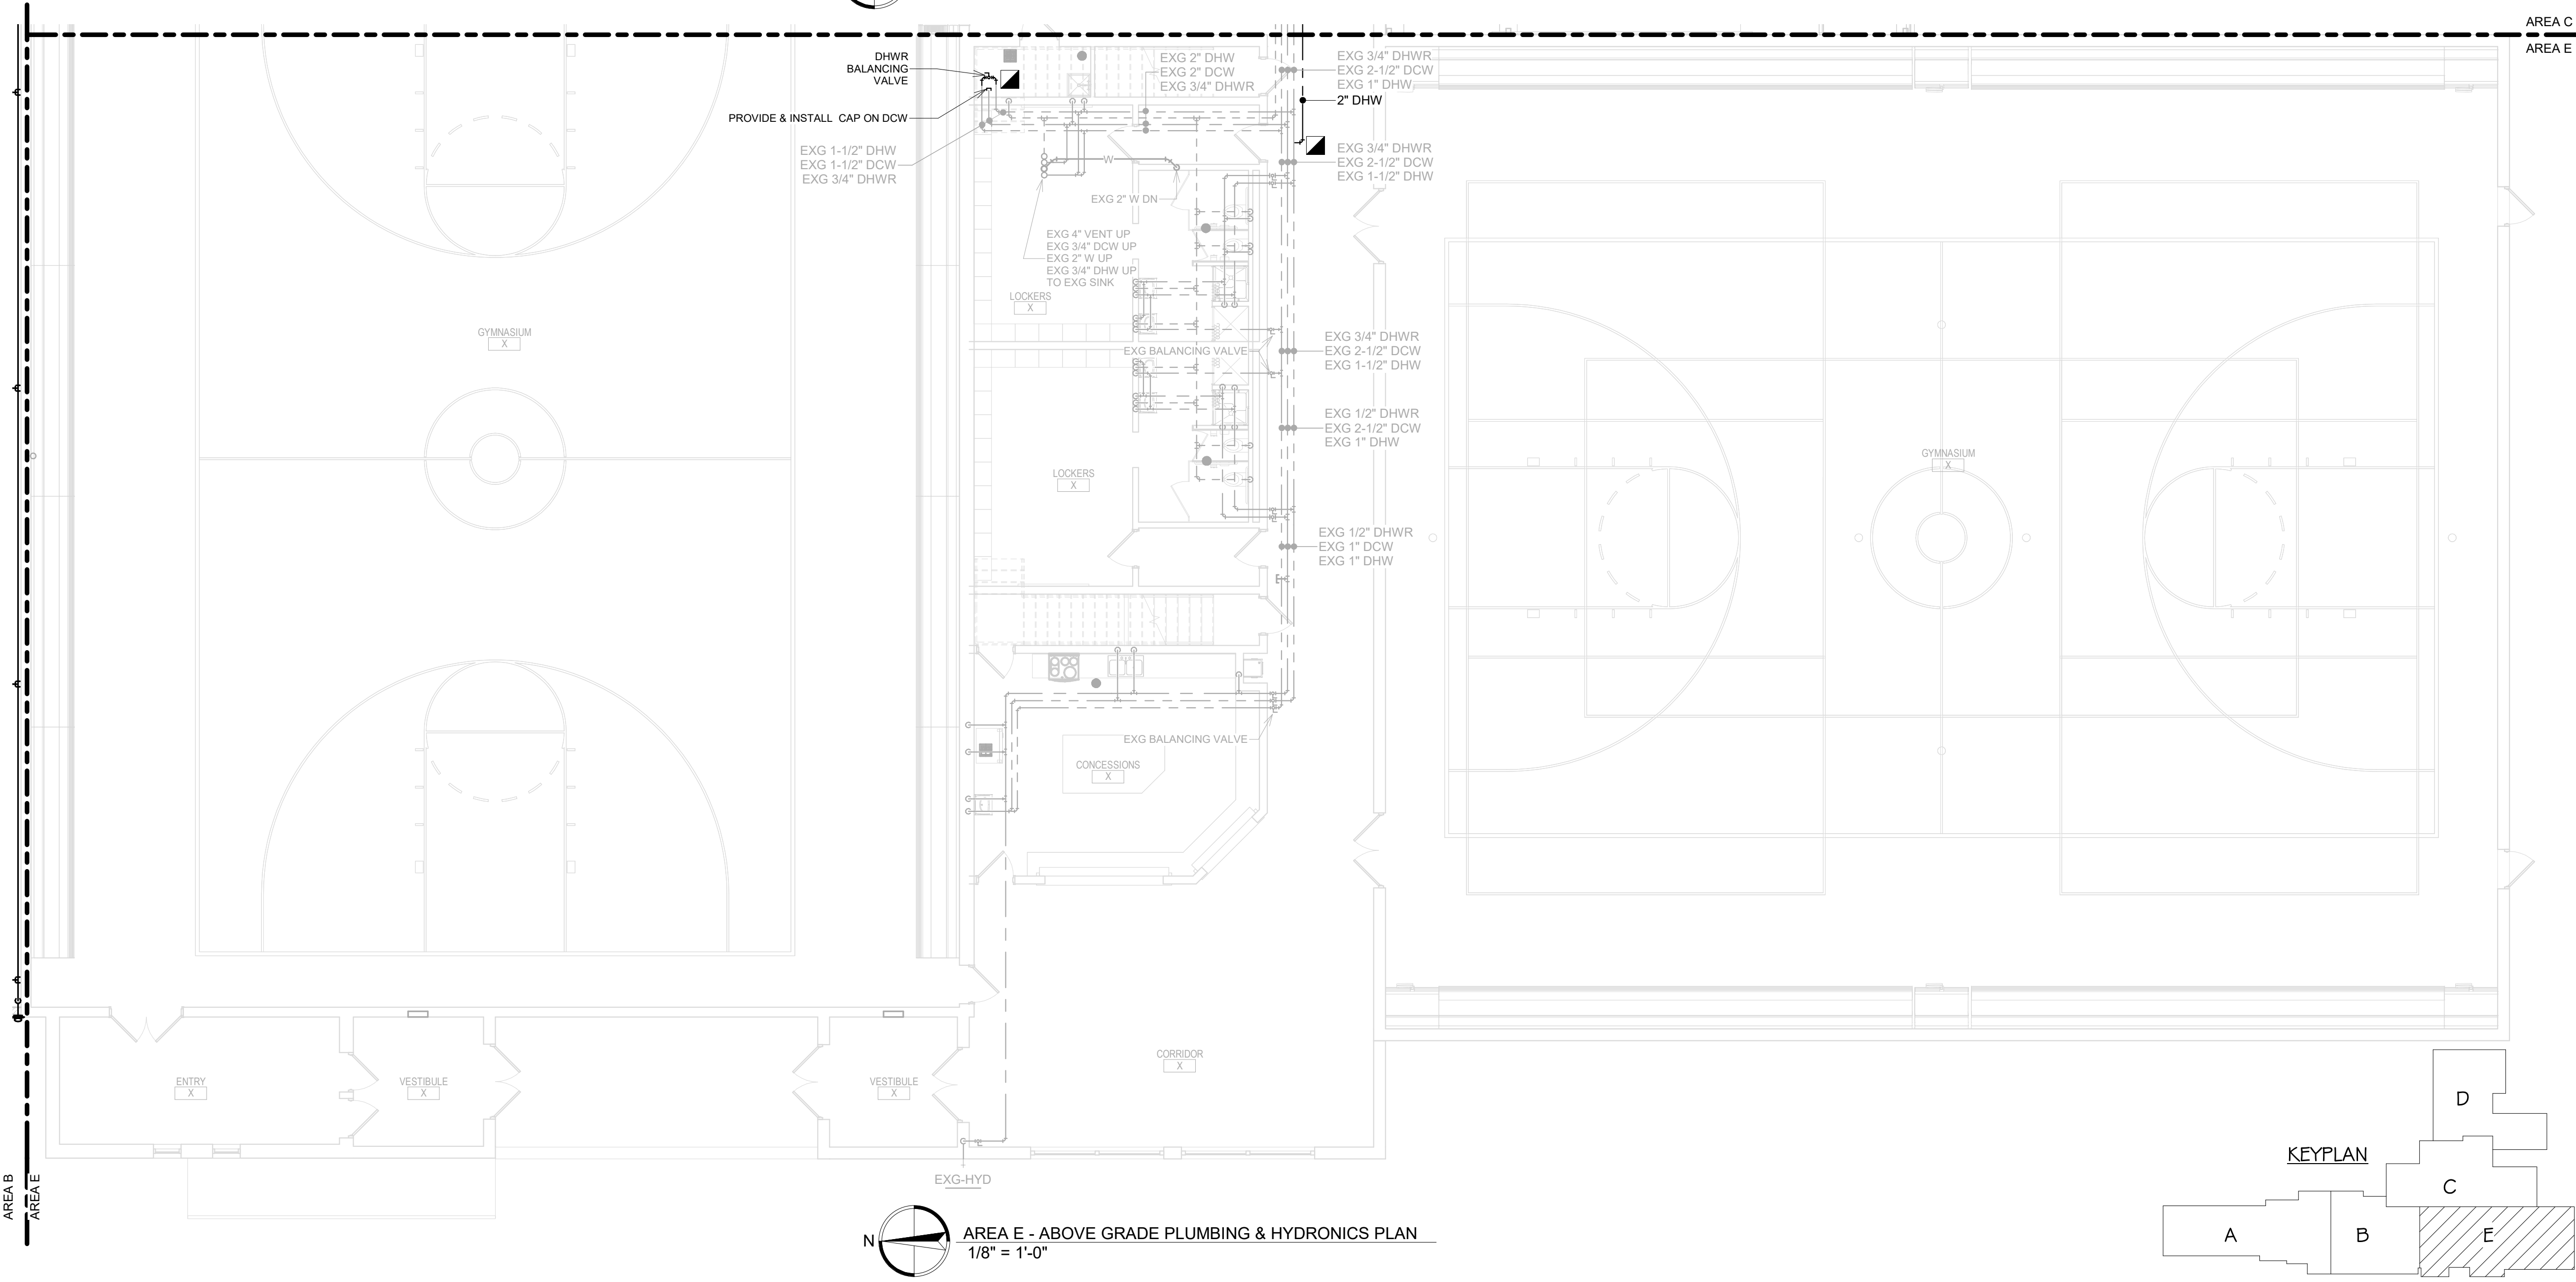 AREA C
AREA E
DHWR
BALANCING
VALVE
PROVIDE & INSTALL CAP ON DCW
EXG 1-1/2" DHW
EXG 1-1/2" DCW
EXG 3/4" DHWR
EXG 2" DHW
EXG 2" DCW
EXG 3/4" DHWR
EXG 3/4" DHWR
EXG 2-1/2" DCW
EXG 1" DHW
2" DHW
EXG 3/4" DHWR
EXG 2-1/2" DCW
EXG 1-1/2" DHW
W
EXG 2" W DN
EXG 4" VENT UP
EXG 3/4" DCW UP
EXG 2" W UP
EXG 3/4" DHW UP
TO EXG SINK
LOCKERS
X
GYMNASIUM
X
EXG BALANCING VALVE
EXG 3/4" DHWR
EXG 2-1/2" DCW
EXG 1-1/2" DHW
EXG 1/2" DHWR
EXG 2-1/2" DCW
EXG 1" DHW
LOCKERS
X
GYMNASIUM
X
EXG 1/2" DHWR
EXG 1" DCW
EXG 1" DHW
EXG BALANCING VALVE
CONCESSIONS
X
CORRIDOR
X
ENTRY
X
VESTIBULE
X
VESTIBULE
X
EXG-HYD
AREA B
AREA E
N
AREA E - ABOVE GRADE PLUMBING & HYDRONICS PLAN
1/8" = 1'-0"
KEYPLAN
D
C
A
B
E